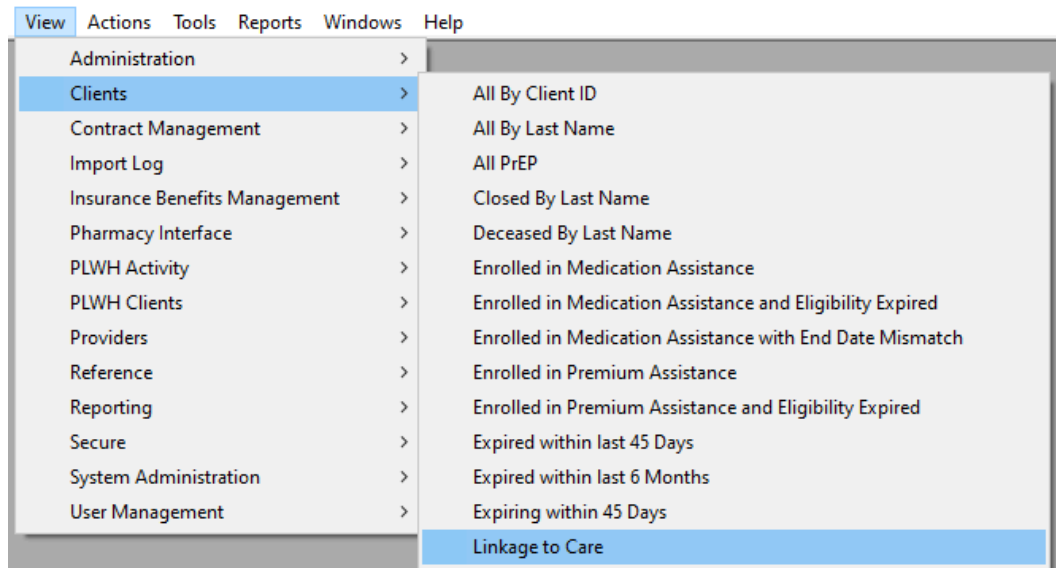 View Actions Tools Reports Windows Help
Administration
Clients
Contract Management
Import Log
Insurance Benefits Management
Pharmacy Interface
PLWH Activity
PLWH Clients
Providers
Reference
Reporting
Secure
System Administration
User Management
All By Client ID
All By Last Name
All PrEP
Closed By Last Name
Deceased By Last Name
Enrolled in Medication Assistance
Enrolled in Medication Assistance and Eligibility Expired
Enrolled in Medication Assistance with End Date Mismatch
Enrolled in Premium Assistance
Enrolled in Premium Assistance and Eligibility Expired
Expired within last 45 Days
Expired within last 6 Months
Expiring within 45 Days
Linkage to Care